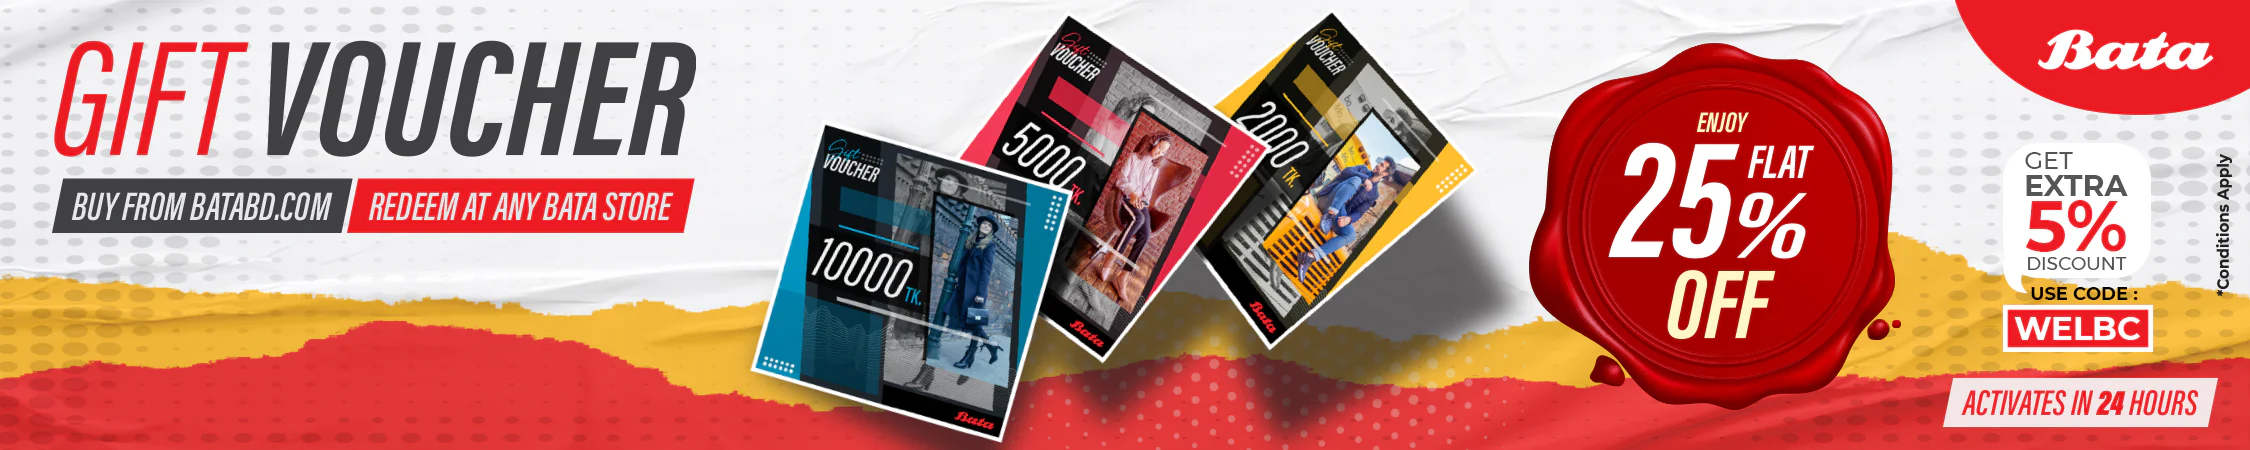 GIFT VOUCHER
BUY FROM BATABD.COM
REDEEM AT ANY BATA STORE
Gift
VOUCHER
10000 TK.
Bata
Gift
VOUCHER
5000 TK.
Bata
Gift
VOUCHER
2000 TK.
Bata
ENJOY
25% FLAT
OFF
Bata
GET
EXTRA
5%
DISCOUNT
USE CODE :
WELBC
*Conditions Apply
ACTIVATES IN 24 HOURS